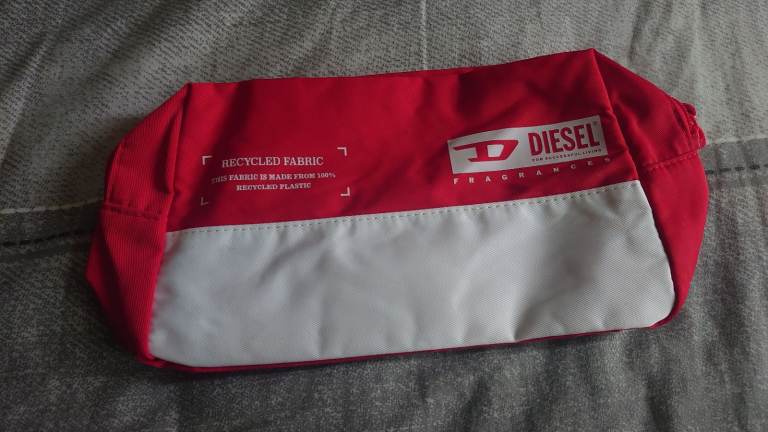 RECYCLED FABRIC
THIS FABRIC IS MADE FROM 100%
RECYCLED PLASTIC
D DIESEL
FOR SUCCESSFUL LIVING
FRAGRANCES